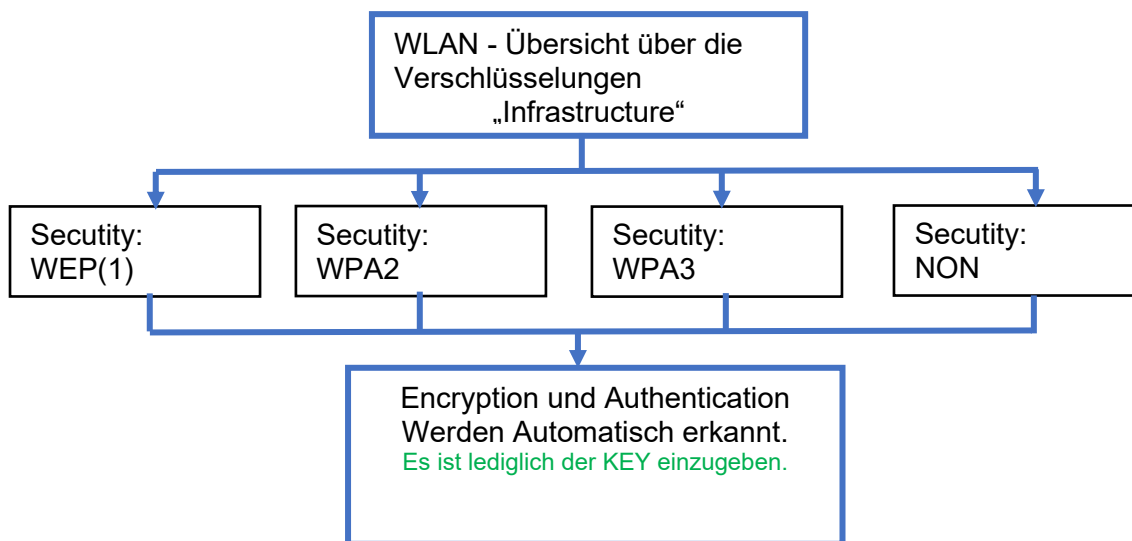 WLAN - Übersicht über die
Verschlüsselungen
„Infrastructure“
Secutity:
WEP(1)
Secutity:
WPA2
Secutity:
WPA3
Secutity:
NON
Encryption und Authentication
Werden Automatisch erkannt.
Es ist lediglich der KEY einzugeben.